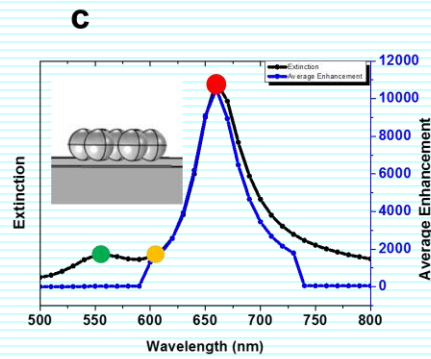 C
Extinction
Average Enhancement
12000
10000
8000
6000
4000
2000
0
Extinction
Average Enhancement
500 550 600 650 700 750 800
Wavelength (nm)